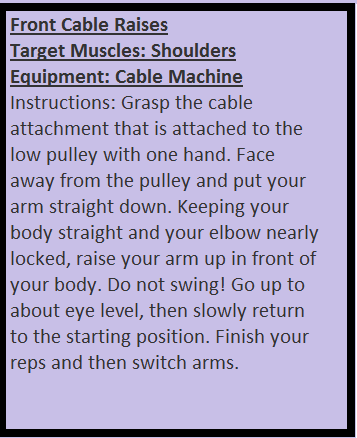 Front Cable Raises
Target Muscles: Shoulders
Equipment: Cable Machine
Instructions: Grasp the cable
attachment that is attached to the
low pulley with one hand. Face
away from the pulley and put your
arm straight down. Keeping your
body straight and your elbow nearly
locked, raise your arm up in front of
your body. Do not swing! Go up to
about eye level, then slowly return
to the starting position. Finish your
reps and then switch arms.